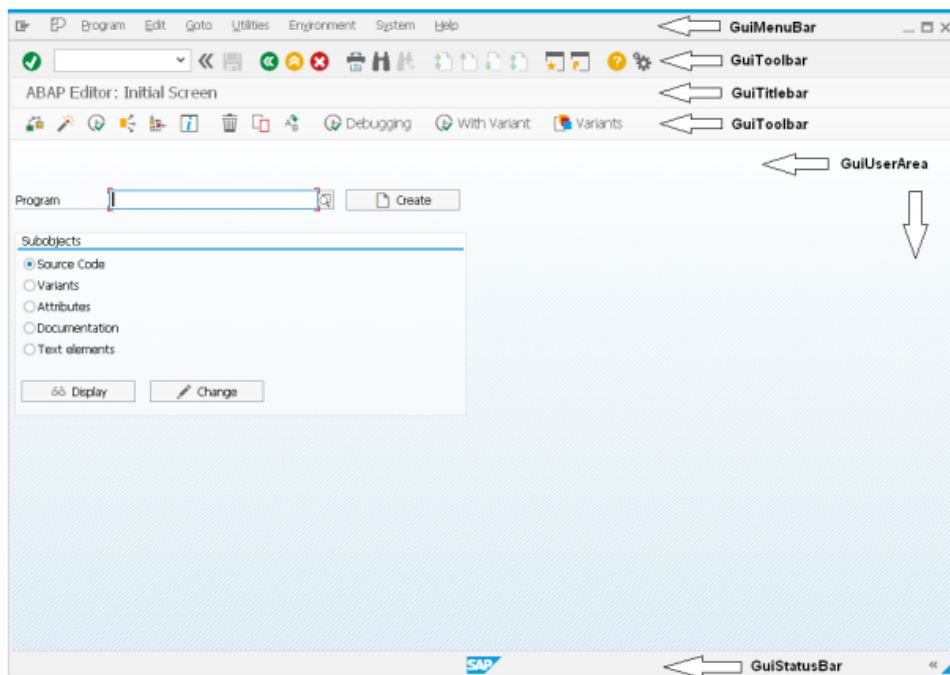 Program Edit Goto Utilities Environment System Help GuiMenuBar
GuiToolbar
ABAP Editor: Initial Screen GuiTitlebar
Debugging With Variant Variants GuiToolbar
GuiUserArea
Program Create
Subobjects
Source Code
Variants
Attributes
Documentation
Text elements
Display Change
SAP GuiStatusBar